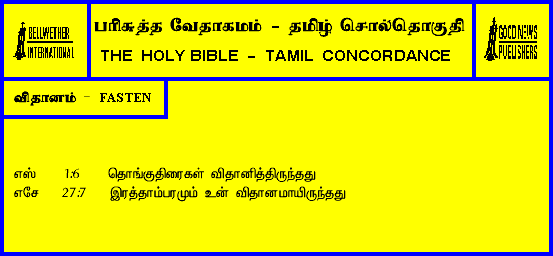 BELLWETHER
INTERNATIONAL
பரிசுத்த வேதாகமம் - தமிழ் சொல்தொகுதி
THE HOLY BIBLE - TAMIL CONCORDANCE
GOOD NEWS
PUBLISHERS
விதானம் - FASTEN
எஸ் 1:6 தொங்குதிரைகள் விதானித்திருந்தது
எசே 27:7 இரத்தாம்பரமும் உன் விதானமாயிருந்தது